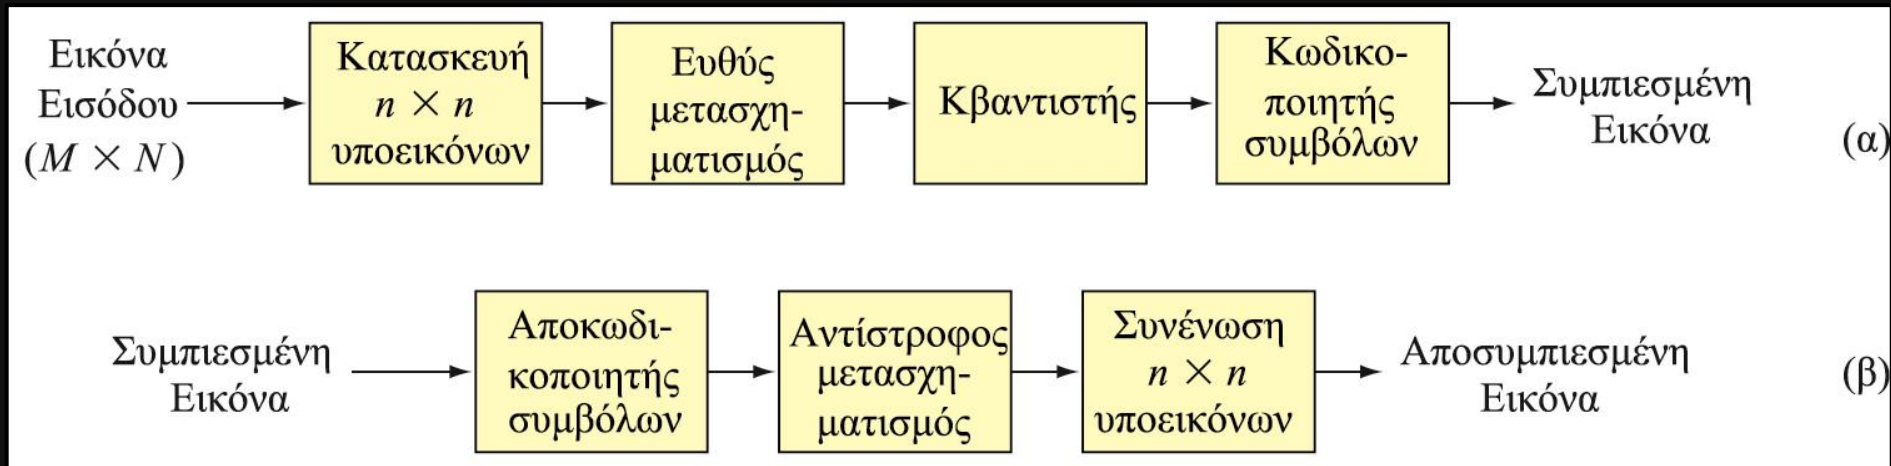 Εικόνα
Εισόδου
(M × N)
Κατασκευή
n × n
υποεικόνων
Ευθύς
μετασχη-
ματισμός
Κβαντιστής
Κωδικο-
ποιητής
συμβόλων
Συμπιεσμένη
Εικόνα
(α)
Συμπιεσμένη
Εικόνα
Αποκωδι-
κοποιητής
συμβόλων
Αντίστροφος
μετασχη-
ματισμός
Συνένωση
n × n
υποεικόνων
Αποσυμπιεσμένη
Εικόνα
(β)